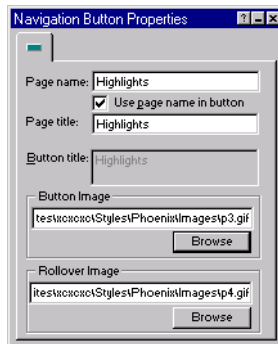 Navigation Button Properties
Page name: Highlights
Use page name in button
Page title: Highlights
Button title: Highlights
Button Image
tes\xcxcxc\Styles\Phoenix\Images\p3.gif
Browse
Rollover Image
ites\xcxcxc\Styles\Phoenix\Images\p4.gif
Browse